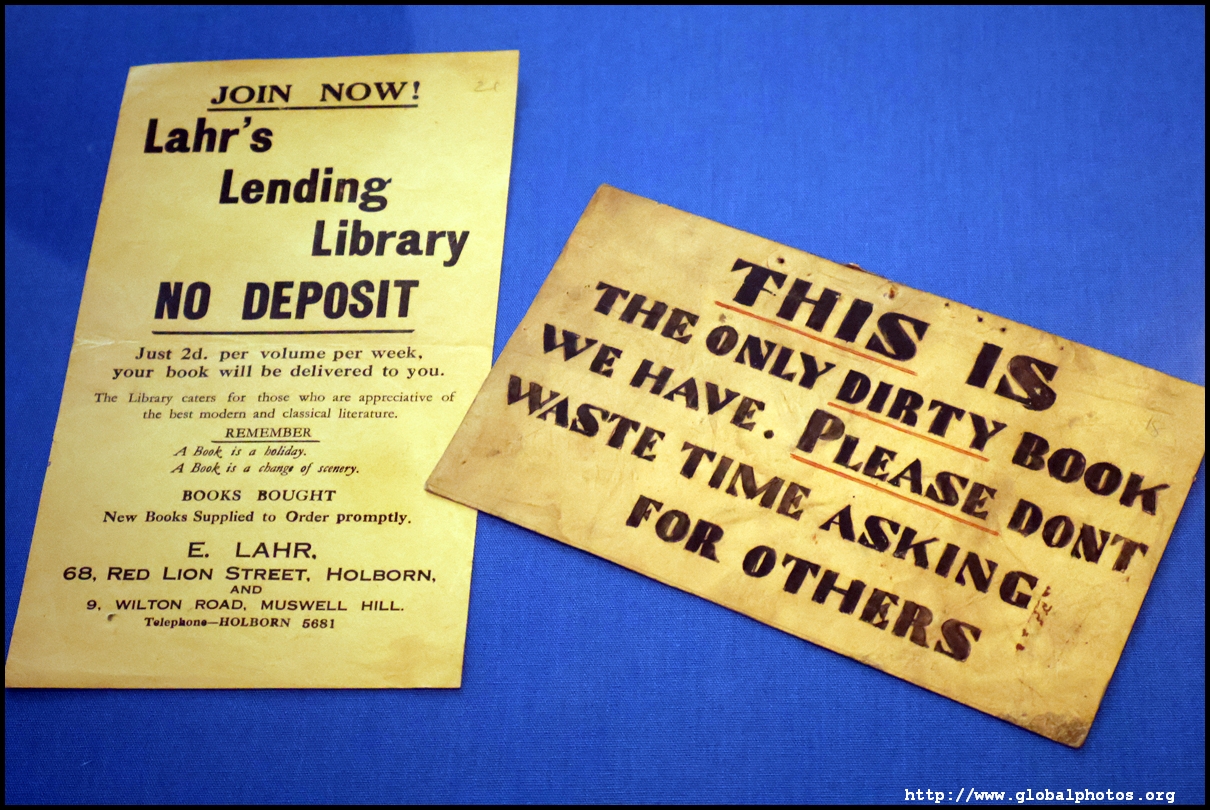 JOIN NOW!
Lahr's
Lending
Library
NO DEPOSIT
Just 2d. per volume per week,
your book will be delivered to you.
The Library caters for those who are appreciative of
the best modern and classical literature.
REMEMBER
A Book is a holiday.
A Book is a change of scenery.
BOOKS BOUGHT
New Books Supplied to Order promptly.
E. LAHR,
68, RED LION STREET, HOLBORN,
AND
9, WILTON ROAD, MUSWELL HILL.
Telephone—HOLBORN 5681
THIS IS
THE ONLY DIRTY BOOK
WE HAVE. PLEASE DONT
WASTE TIME ASKING
FOR OTHERS
http://www.globalphotos.org